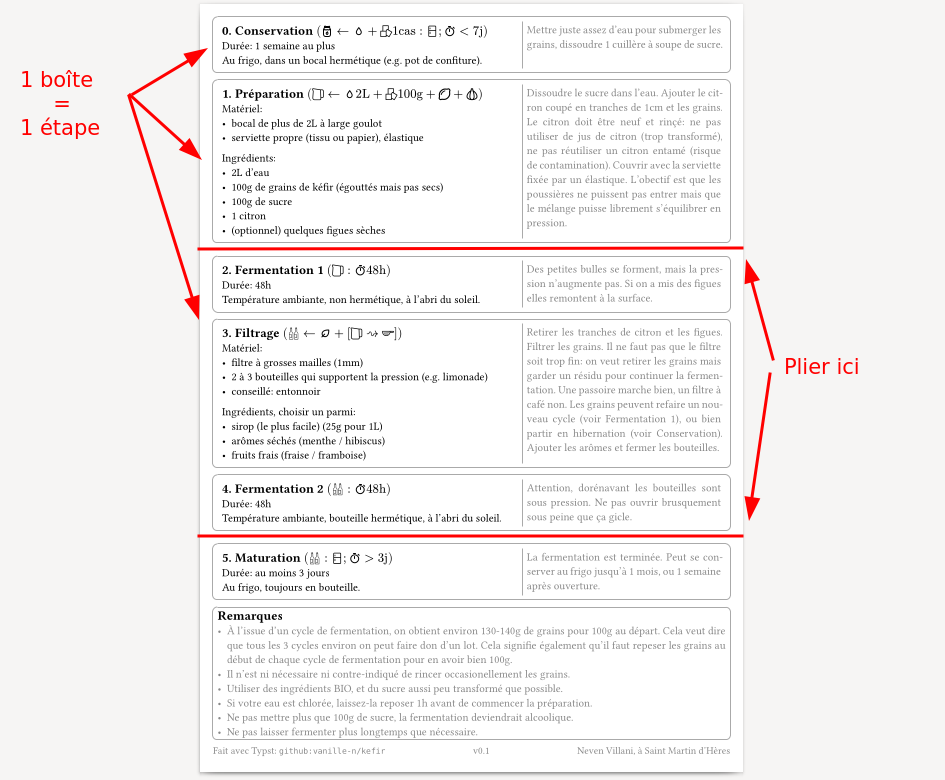 1 boîte
=
1 étape
0. Conservation ( ← + 1cas : ; < 7j)
Durée: 1 semaine au plus
Au frigo, dans un bocal hermétique (e.g. pot de confiture).
Mettre juste assez d'eau pour submerger les
grains, dissoudre 1 cuillère à soupe de sucre.
1. Préparation ( ← 2L + 100g + + )
Matériel:
• bocal de plus de 2L à large goulot
• serviette propre (tissu ou papier), élastique
Ingrédients:
• 2L d'eau
• 100g de grains de kéfir (égouttés mais pas secs)
• 100g de sucre
• 1 citron
• (optionnel) quelques figues sèches
Dissoudre le sucre dans l'eau. Ajouter le cit-
ron coupé en tranches de 1cm et les grains.
Le citron doit être neuf et rinçé: ne pas
utiliser de jus de citron (trop transformé),
ne pas réutiliser un citron entamé (risque
de contamination). Couvrir avec la serviette
fixée par un élastique. L'obectif est que les
poussières ne puissent pas entrer mais que
le mélange puisse librement s'équilibrer en
pression.
2. Fermentation 1 ( : 48h)
Durée: 48h
Température ambiante, non hermétique, à l'abri du soleil.
Des petites bulles se forment, mais la pres-
sion n'augmente pas. Si on a mis des figues
elles remontent à la surface.
3. Filtrage ( ← + [ ⇝ ])
Matériel:
• filtre à grosses mailles (1mm)
• 2 à 3 bouteilles qui supportent la pression (e.g. limonade)
• conseillé: entonnoir
Ingrédients, choisir un parmi:
• sirop (le plus facile) (25g pour 1L)
• arômes séchés (menthe / hibiscus)
• fruits frais (fraise / framboise)
Retirer les tranches de citron et les figues.
Filtrer les grains. Il ne faut pas que le filtre
soit trop fin: on veut retirer les grains mais
garder un résidu pour continuer la fermen-
tation. Une passoire marche bien, un filtre à
café non. Les grains peuvent refaire un nou-
veau cycle (voir Fermentation 1), ou bien
partir en hibernation (voir Conservation).
Ajouter les arômes et fermer les bouteilles.
Plier ici
4. Fermentation 2 ( : 48h)
Durée: 48h
Température ambiante, bouteille hermétique, à l'abri du soleil.
Attention, dorénavant les bouteilles sont
sous pression. Ne pas ouvrir brusquement
sous peine que ça gicle.
5. Maturation ( : ; > 3j)
Durée: au moins 3 jours
Au frigo, toujours en bouteille.
La fermentation est terminée. Peut se con-
server au frigo jusqu'à 1 mois, ou 1 semaine
après ouverture.
Remarques
• À l'issue d'un cycle de fermentation, on obtient environ 130-140g de grains pour 100g au départ. Cela veut dire
que tous les 3 cycles environ on peut faire don d'un lot. Cela signifie également qu'il faut repeser les grains au
début de chaque cycle de fermentation pour en avoir bien 100g.
• Il n'est ni nécessaire ni contre-indiqué de rincer occasionellement les grains.
• Utiliser des ingrédients BIO, et du sucre aussi peu transformé que possible.
• Si votre eau est chlorée, laissez-la reposer 1h avant de commencer la préparation.
• Ne pas mettre plus que 100g de sucre, la fermentation deviendrait alcoolique.
• Ne pas laisser fermenter plus longtemps que nécessaire.
Fait avec Typst: github:vanille-n/kefir
v0.1
Neven Villani, à Saint Martin d'Hères